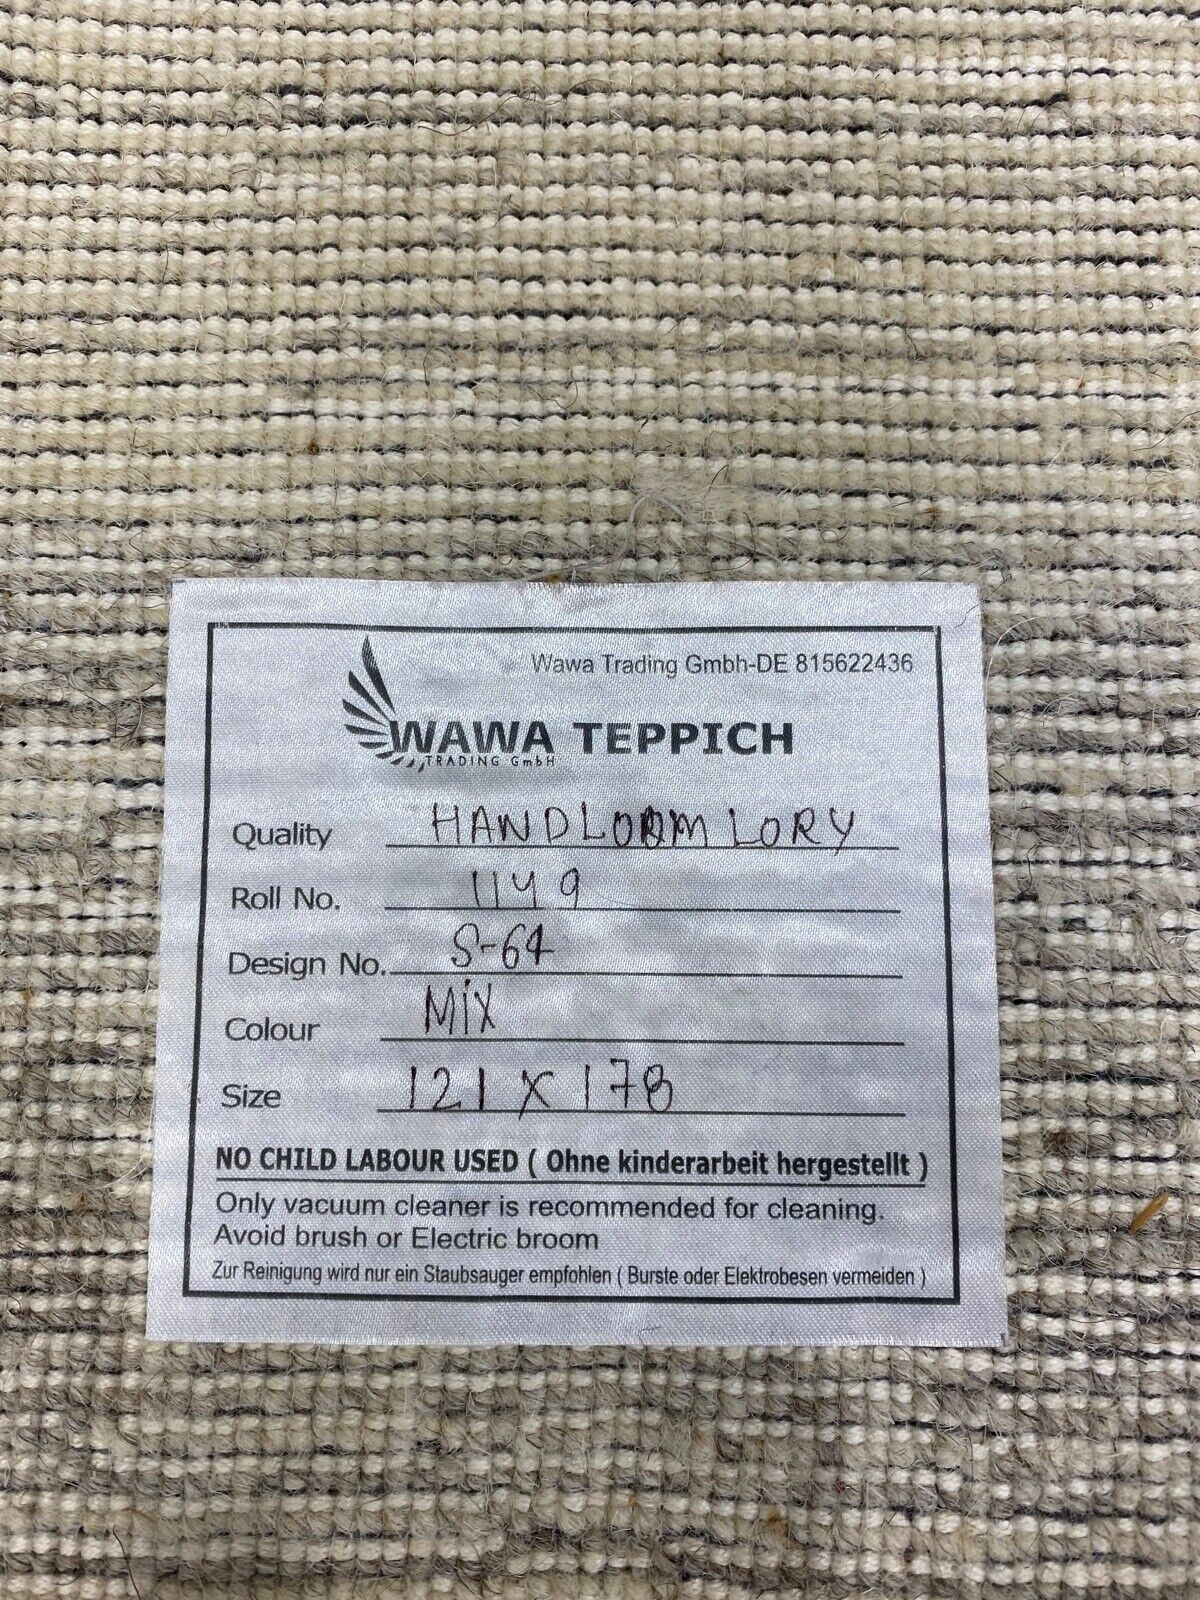 Wawa Trading Gmbh-DE 815622436
WAWA TEPPICH
TRADING GmbH
Quality HANDLOOM LORY
Roll No. 1149
Design No. S-64
Colour MIX
Size 121 X 178
NO CHILD LABOUR USED ( Ohne kinderarbeit hergestellt )
Only vacuum cleaner is recommended for cleaning.
Avoid brush or Electric broom
Zur Reinigung wird nur ein Staubsauger empfohlen ( Burste oder Elektrobesen vermeiden )